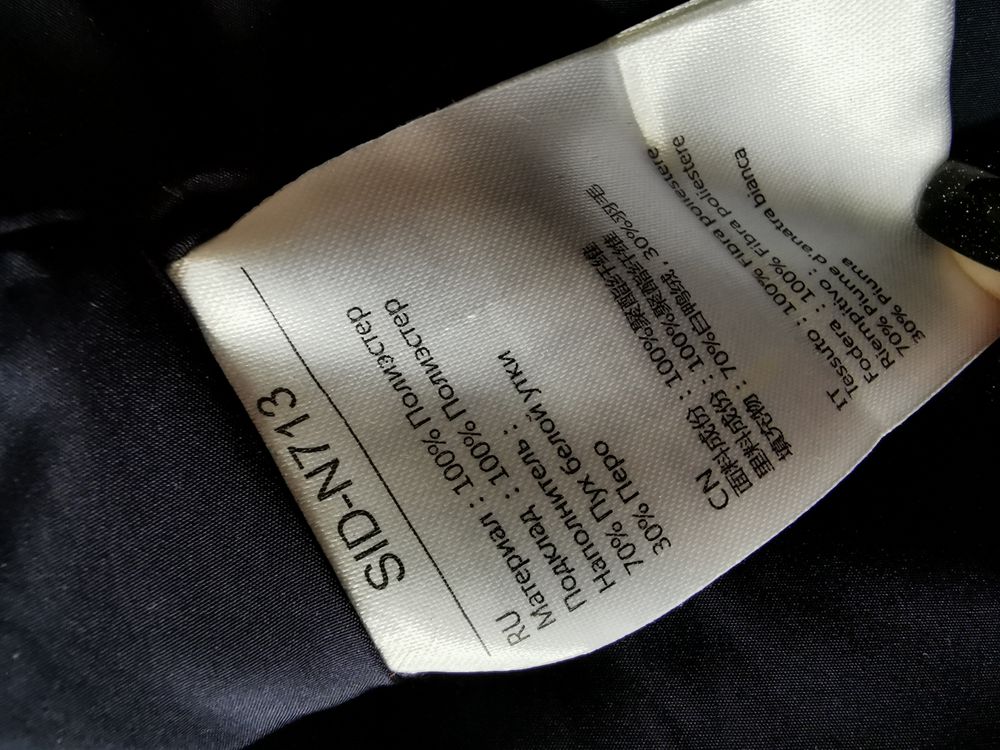 SID-N713
RU
Материал : 100% Полиэстер
Подклад : 100% Полиэстер
Наполнитель :
70% Пух белой утки
30% Перо
CN
面料成份 : 100%聚酯纤维
里料成份 : 100%聚酯纤维
填充物 : 70%白鸭绒 , 30%羽毛
IT
Tessuto : 100% Fibra poliestere
Fodera : 100% Fibra poliestere
Riempitivo :
70% Piume d'anatra bianca
30% Piuma